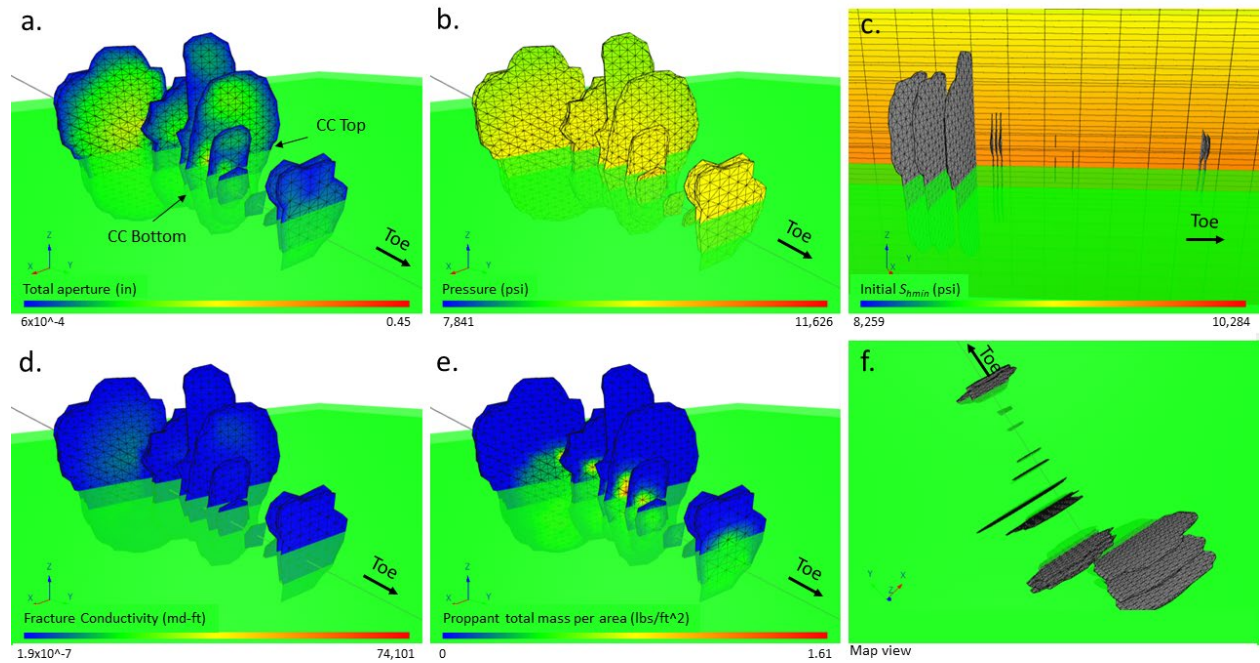 a.
CC Top
CC Bottom
Toe
Z
X
Y
Total aperture (in)
6x10^-4
0.45
b.
Toe
Z
X
Y
Pressure (psi)
7,841
11,626
c.
Toe
Z
X
Y
Initial Shmin (psi)
8,259
10,284
d.
Toe
Z
X
Y
Fracture Conductivity (md-ft)
1.9x10^-7
74,101
e.
Toe
Z
X
Y
Proppant total mass per area (lbs/ft^2)
0
1.61
f.
Toe
Y
X
Z
Map view